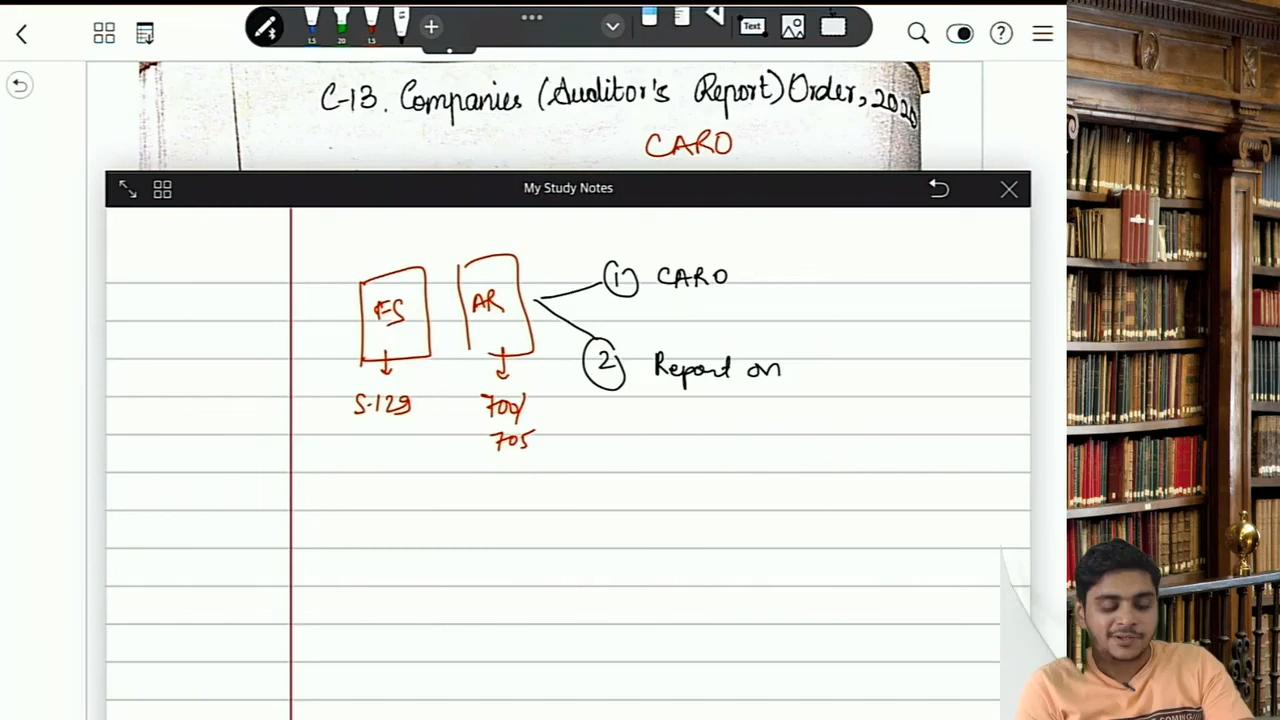 Text
C-13. Companies (Auditor's Report) Order, 2020
CARO
My Study Notes
FS
AR
① CARO
② Report on
S-129
700/
705